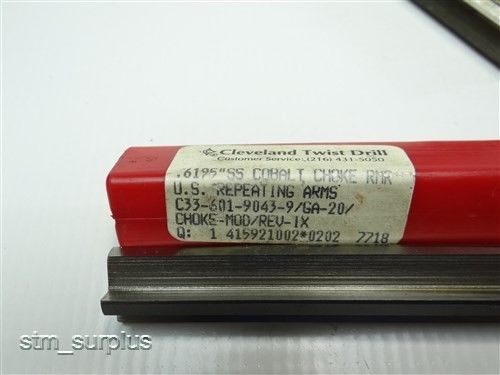 Cleveland Twist Drill
Customer Service: (216) 431-5050
.6195"SS COBALT CHOKE RMR
U.S. REPEATING ARMS
C33-601-9043-9/GA-20/
CHOKE-MOD/REV-IX
Q: 1 415921002*0202 7718
stm_surplus